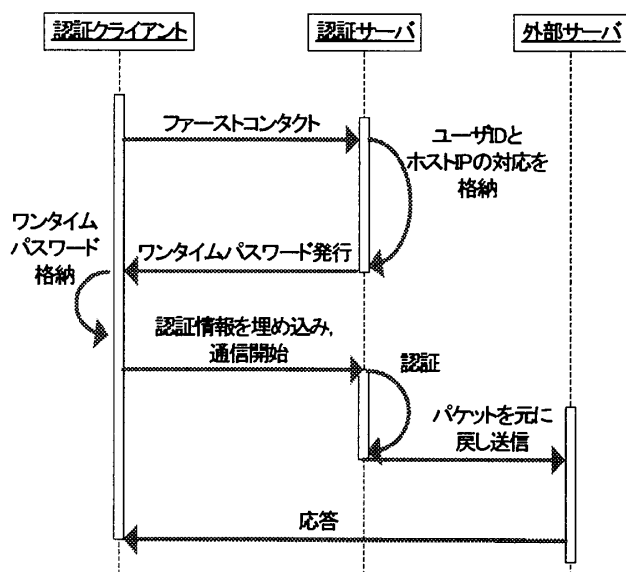 認証クライアント
認証サーバ
外部サーバ
ファーストコンタクト
ユーザIDと
ホストIPの対応を
格納
ワンタイム
パスワード
格納
ワンタイムパスワード発行
認証情報を埋め込み,
通信開始
認証
パケットを元に
戻し送信
応答